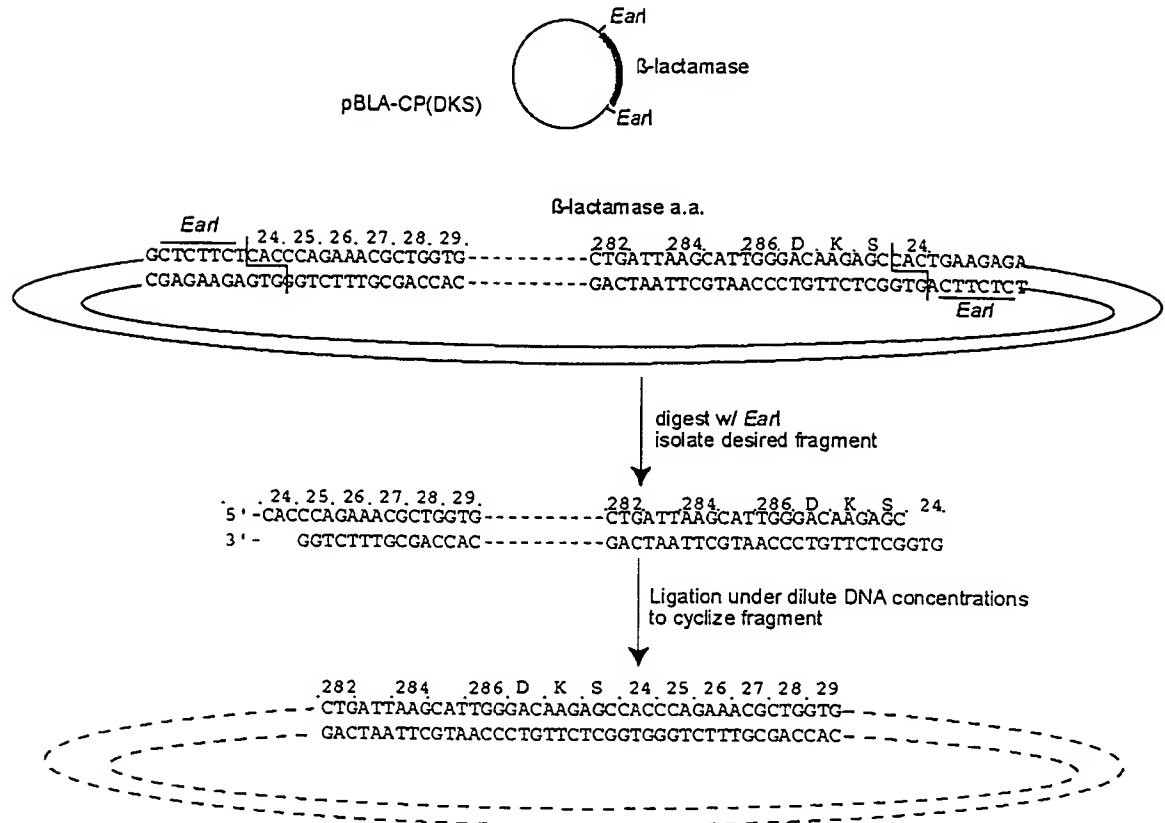 EarI
ß-lactamase
pBLA-CP(DKS)
EarI
ß-lactamase a.a.
EarI 24. 25. 26. 27. 28. 29. .282. .284. .286. D . K . S . 24.
GCTCTTCTCACCCAGAAACGCTGGTG----------CTGATTAAGCATTGGGACAAGAGCCACTGAAGAGA
CGAGAAGAGTGGGTCTTTGCGACCAC GACTAATTCGTAACCCTGTTCTCGGTGACTTCTCT
EarI
digest w/ EarI
isolate desired fragment
. . 24. 25. 26. 27. 28. 29. .282. .284. .286. D . K . S . 24.
5'-CACCCAGAAACGCTGGTG-----------CTGATTAAGCATTGGGACAAGAGC
3'- GGTCTTTGCGACCAC GACTAATTCGTAACCCTGTTCTCGGTG
Ligation under dilute DNA concentrations
to cyclize fragment
.282. .284. .286. D . K . S . 24 . 25 . 26 . 27. 28 . 29
CTGATTAAGCATTGGGACAAGAGCCACCCAGAAACGCTGGTG
GACTAATTCGTAACCCTGTTCTCGGTGGGTCTTTGCGACCAC